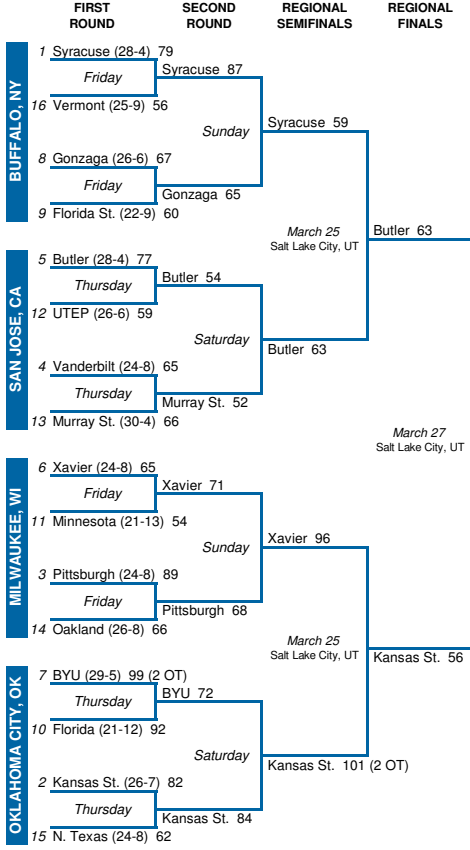 FIRST ROUND
SECOND ROUND
REGIONAL SEMIFINALS
REGIONAL FINALS
BUFFALO, NY
1 Syracuse (28-4) 79
Friday
16 Vermont (25-9) 56
Syracuse 87
Sunday
8 Gonzaga (26-6) 67
Friday
9 Florida St. (22-9) 60
Gonzaga 65
Syracuse 59
March 25
Salt Lake City, UT
Butler 63
SAN JOSE, CA
5 Butler (28-4) 77
Thursday
12 UTEP (26-6) 59
Butler 54
Saturday
4 Vanderbilt (24-8) 65
Thursday
13 Murray St. (30-4) 66
Murray St. 52
Butler 63
March 27
Salt Lake City, UT
MILWAUKEE, WI
6 Xavier (24-8) 65
Friday
11 Minnesota (21-13) 54
Xavier 71
Sunday
3 Pittsburgh (24-8) 89
Friday
14 Oakland (26-8) 66
Pittsburgh 68
Xavier 96
March 25
Salt Lake City, UT
Kansas St. 56
OKLAHOMA CITY, OK
7 BYU (29-5) 99 (2 OT)
Thursday
10 Florida (21-12) 92
BYU 72
Saturday
2 Kansas St. (26-7) 82
Thursday
15 N. Texas (24-8) 62
Kansas St. 84
Kansas St. 101 (2 OT)